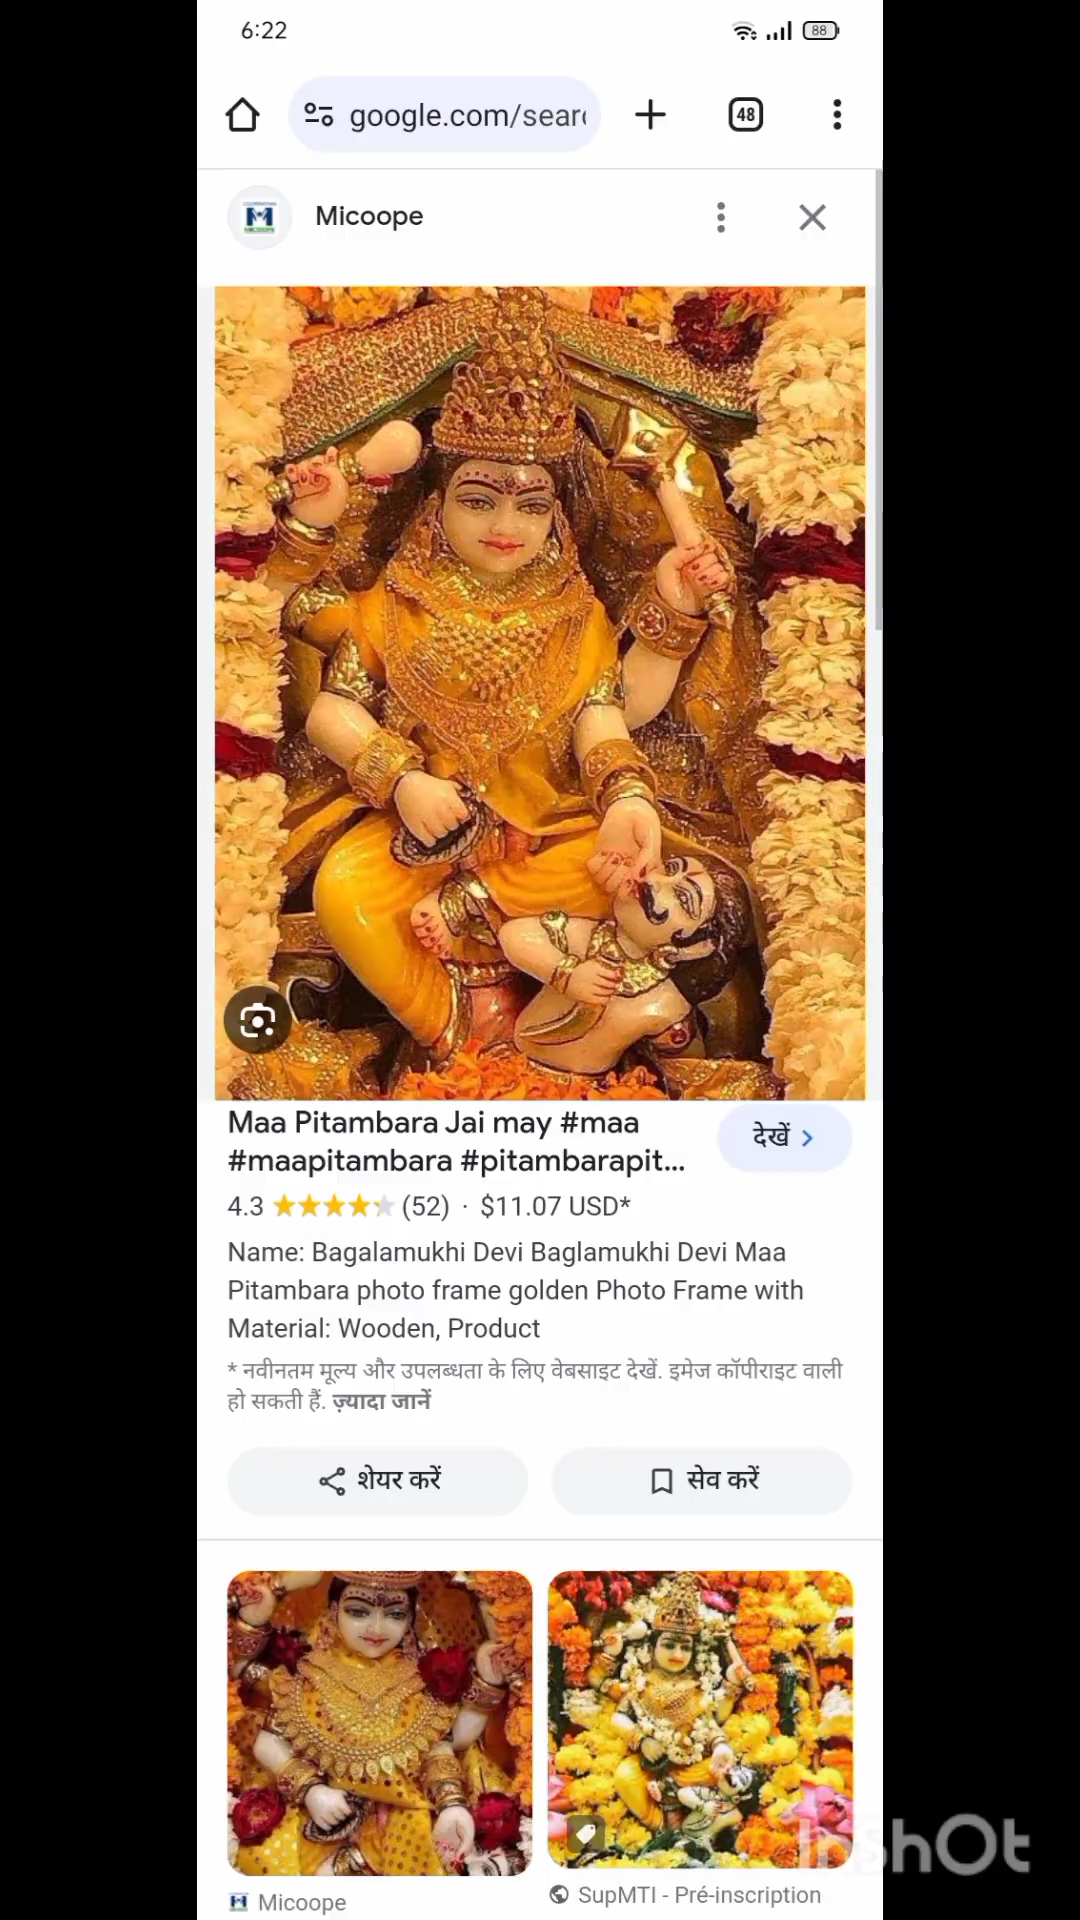 6:22
88
google.com/sear
48
Micoope
Maa Pitambara Jai may #maa
#maapitambara #pitambarapit...
देखें
4.3 ★★★★★ (52) · $11.07 USD*
Name: Bagalamukhi Devi Baglamukhi Devi Maa
Pitambara photo frame golden Photo Frame with
Material: Wooden, Product
* नवीनतम मूल्य और उपलब्धता के लिए वेबसाइट देखें. इमेज कॉपीराइट वाली
हो सकती हैं. ज़्यादा जानें
शेयर करें
सेव करें
Micoope
SupMTI - Pré-inscription
InShOt